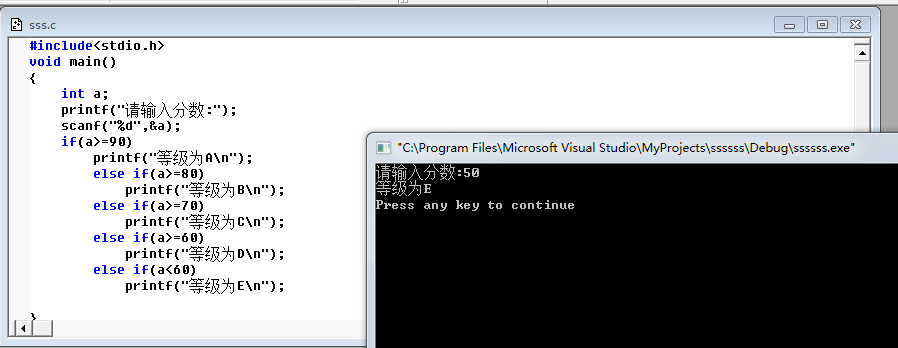 sss.c
#include<stdio.h>
void main()
{
    int a;
    printf("请输入分数:");
    scanf("%d",&a);
    if(a>=90)
        printf("等级为A\n");
        else if(a>=80)
            printf("等级为B\n");
        else if(a>=70)
            printf("等级为C\n");
        else if(a>=60)
            printf("等级为D\n");
        else if(a<60)
            printf("等级为E\n");
}
"C:\Program Files\Microsoft Visual Studio\MyProjects\ssssss\Debug\ssssss.exe"
请输入分数:50
等级为E
Press any key to continue